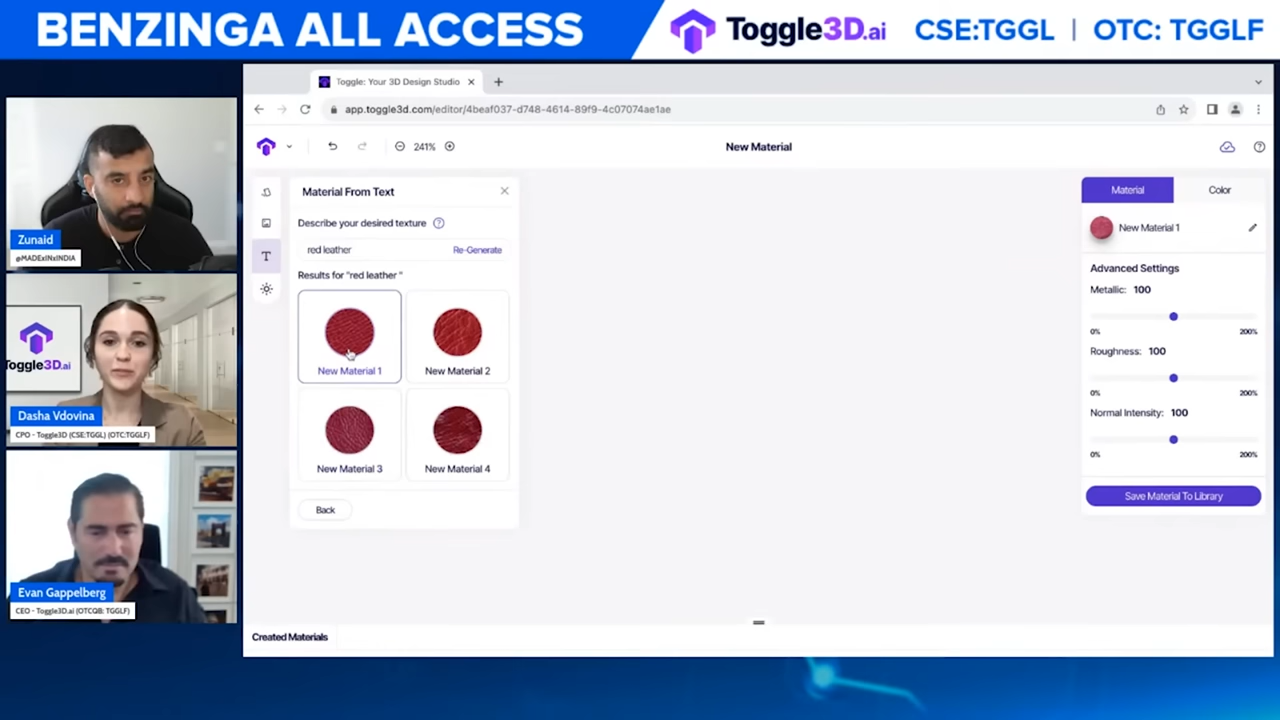 BENZINGA ALL ACCESS
Toggle3D.ai
CSE:TGGL | OTC: TGGLF
Zunaid
@MADExINxINDIA
Toggle3D.ai
Dasha Vdovina
CPO - Toggle3D (CSE:TGGL) (OTC:TGGLF)
Evan Gappelberg
CEO - Toggle3D.ai (OTCQB: TGGLF)
Toggle: Your 3D Design Studio
app.toggle3d.com/editor/4beaf037-d748-4614-89f9-4c07074ae1ae
241%
New Material
Material From Text
Describe your desired texture
red leather
Re-Generate
Results for "red leather "
New Material 1
New Material 2
New Material 3
New Material 4
Back
Material
Color
New Material 1
Advanced Settings
Metallic: 100
0%
200%
Roughness: 100
0%
200%
Normal Intensity: 100
0%
200%
Save Material To Library
Created Materials